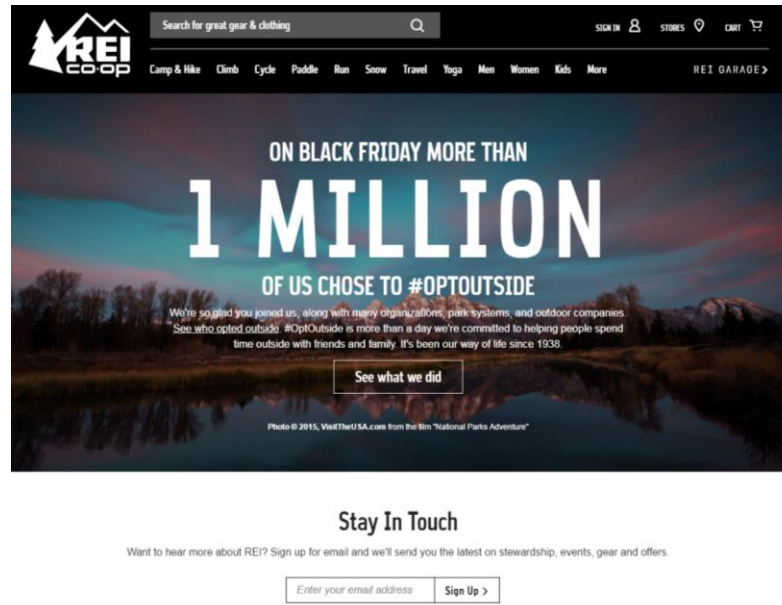 REI
CO·OP
Search for great gear & clothing
SIGN IN
STORES
CART
Camp & Hike Climb Cycle Paddle Run Snow Travel Yoga Men Women Kids More
REI GARAGE >
ON BLACK FRIDAY MORE THAN
1 MILLION
OF US CHOSE TO #OPTOUTSIDE
We're so glad you joined us, along with many organizations, park systems, and outdoor companies
See who opted outside. #OptOutside is more than a day we're committed to helping people spend
time outside with friends and family. It's been our way of life since 1938.
See what we did
Photo © 2015, VisitTheUSA.com from the film "National Parks Adventure"
Stay In Touch
Want to hear more about REI? Sign up for email and we'll send you the latest on stewardship, events, gear and offers.
Enter your email address
Sign Up >